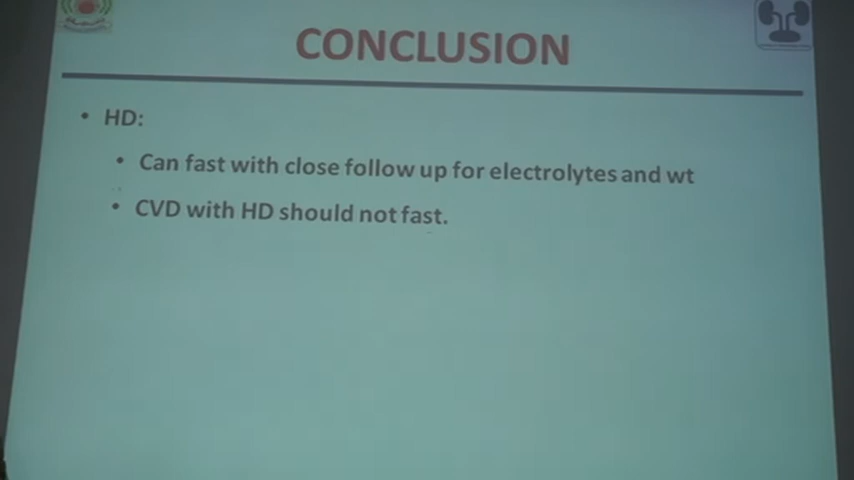 CONCLUSION
• HD:
• Can fast with close follow up for electrolytes and wt
• CVD with HD should not fast.